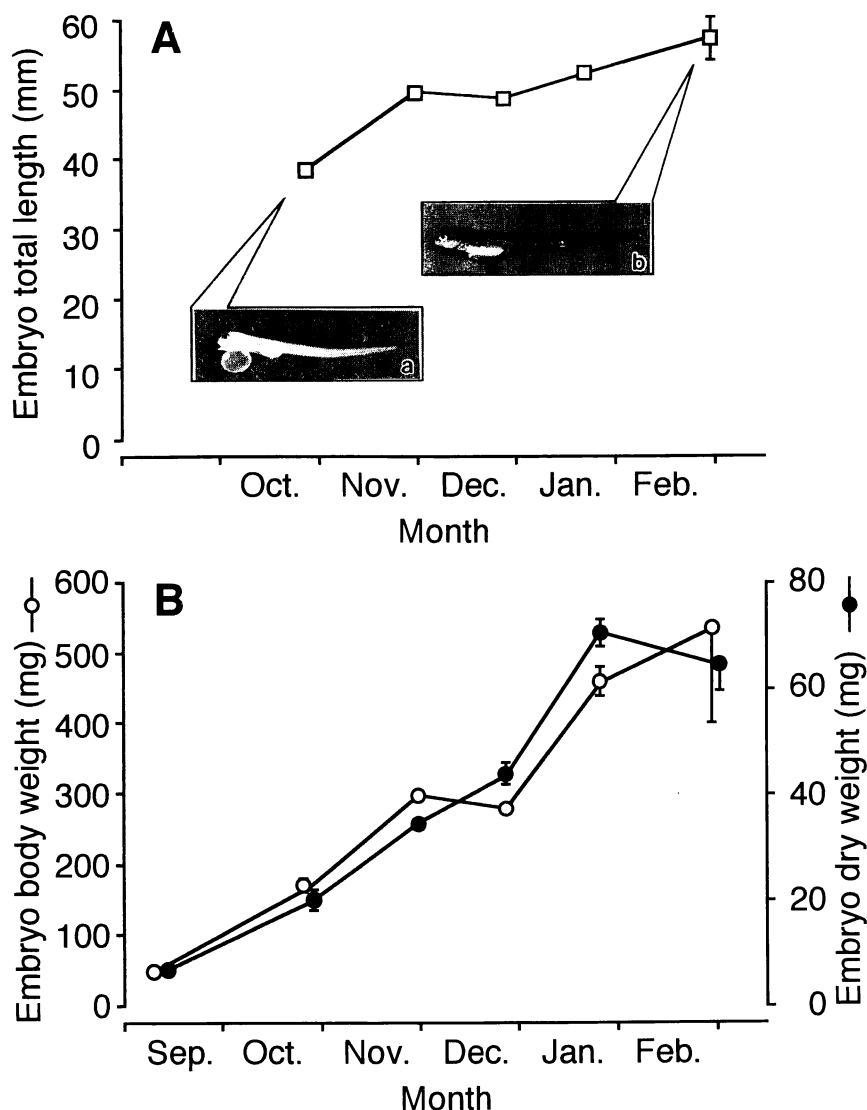 A
Embryo total length (mm)
60
50
40
30
20
10
0
a
b
Oct. Nov. Dec. Jan. Feb.
Month
B
Embryo body weight (mg)
600
500
400
300
200
100
0
80
60
40
20
0
Embryo dry weight (mg)
Sep. Oct. Nov. Dec. Jan. Feb.
Month